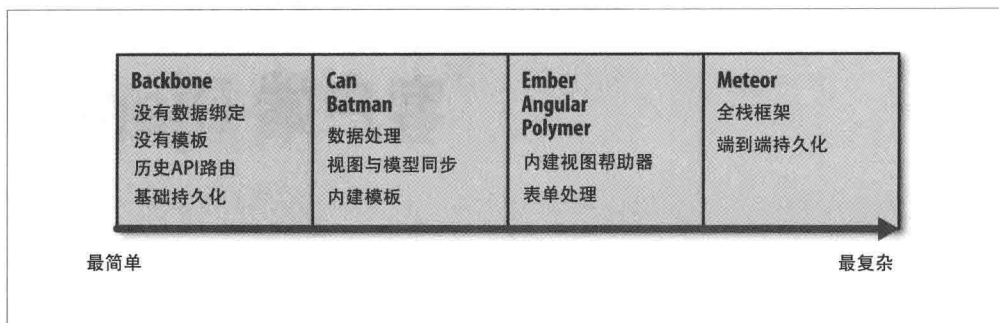 Backbone
没有数据绑定
没有模板
历史API路由
基础持久化
Can
Batman
数据处理
视图与模型同步
内建模板
Ember
Angular
Polymer
内建视图帮助器
表单处理
Meteor
全栈框架
端到端持久化
最简单
最复杂